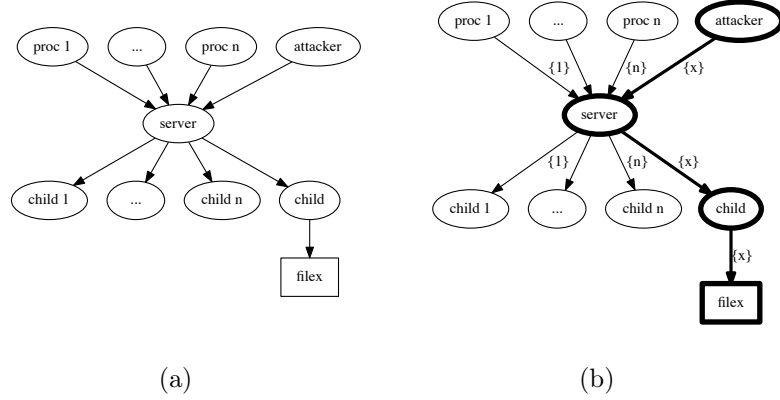 proc 1
...
proc n
attacker
server
child 1
...
child n
child
filex
(a)
proc 1
...
proc n
attacker
{1}
{n}
{x}
server
{1}
{n}
{x}
child 1
...
child n
child
{x}
filex
(b)